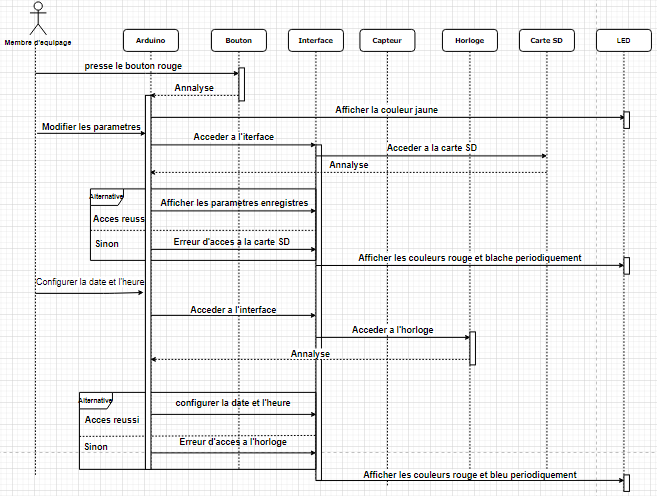 Membre d'equipage
Arduino
Bouton
Interface
Capteur
Horloge
Carte SD
LED
presse le bouton rouge
Annalyse
Afficher la couleur jaune
Modifier les parametres
Acceder a l'iterface
Acceder a la carte SD
Annalyse
Alternative
Afficher les parametres enregistres
Acces reuss
Sinon
Erreur d'acces a la carte SD
Afficher les couleurs rouge et blache periodiquement
Configurer la date et l'heure
Acceder a l'interface
Acceder a l'horloge
Annalyse
Alternative
configurer la date et l'heure
Acces reussi
Sinon
Erreur d'acces a l'horloge
Afficher les couleurs rouge et bleu periodiquement